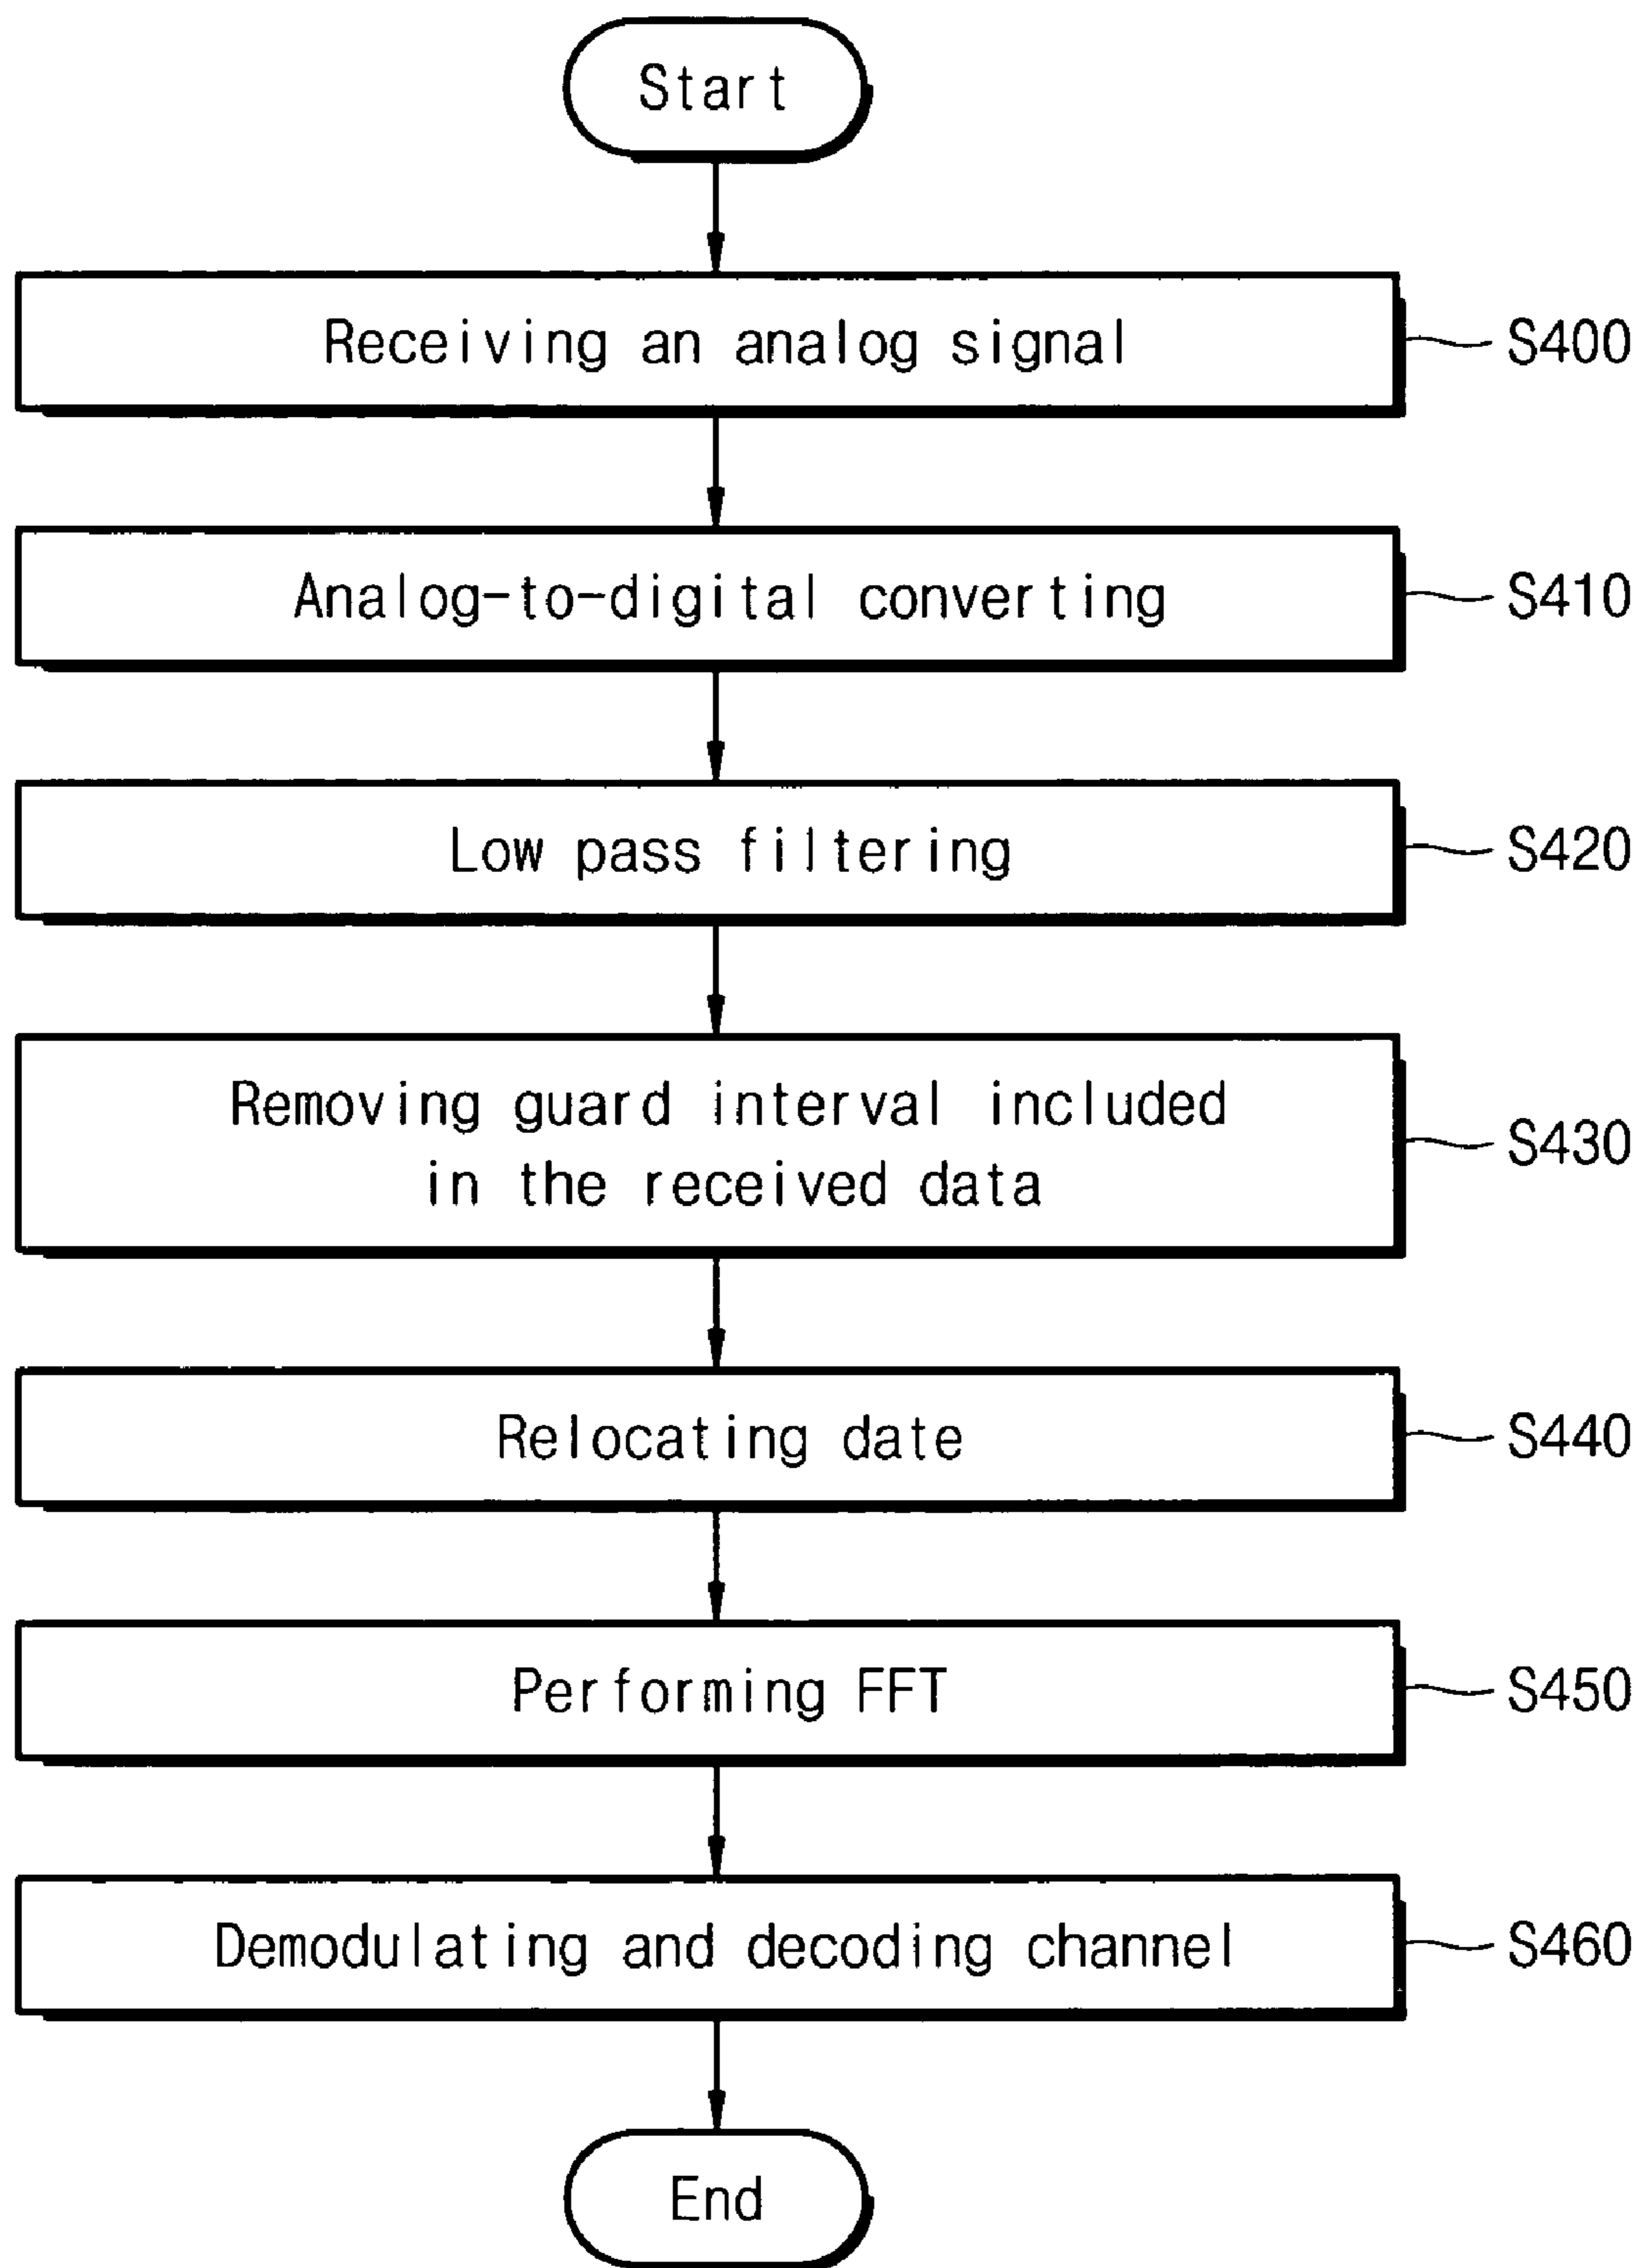 Start
Receiving an analog signal
S400
Analog-to-digital converting
S410
Low pass filtering
S420
Removing guard interval included
in the received data
S430
Relocating date
S440
Performing FFT
S450
Demodulating and decoding channel
S460
End